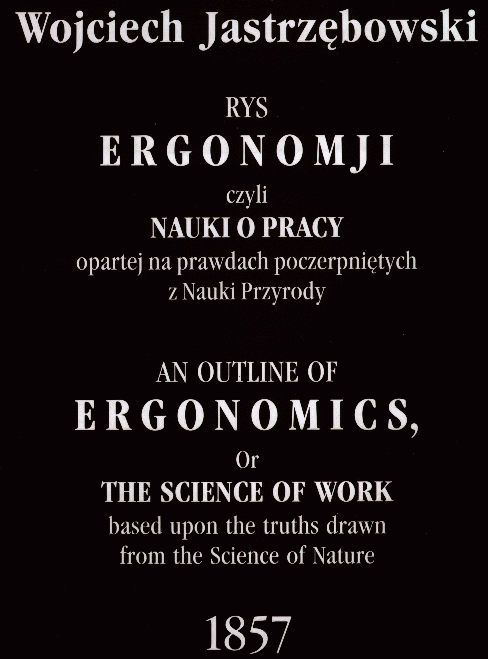 Wojciech Jastrzębowski
RYS
ERGONOMJI
czyli
NAUKI O PRACY
opartej na prawdach poczerpniętych
z Nauki Przyrody
AN OUTLINE OF
ERGONOMICS,
Or
THE SCIENCE OF WORK
based upon the truths drawn
from the Science of Nature
1857